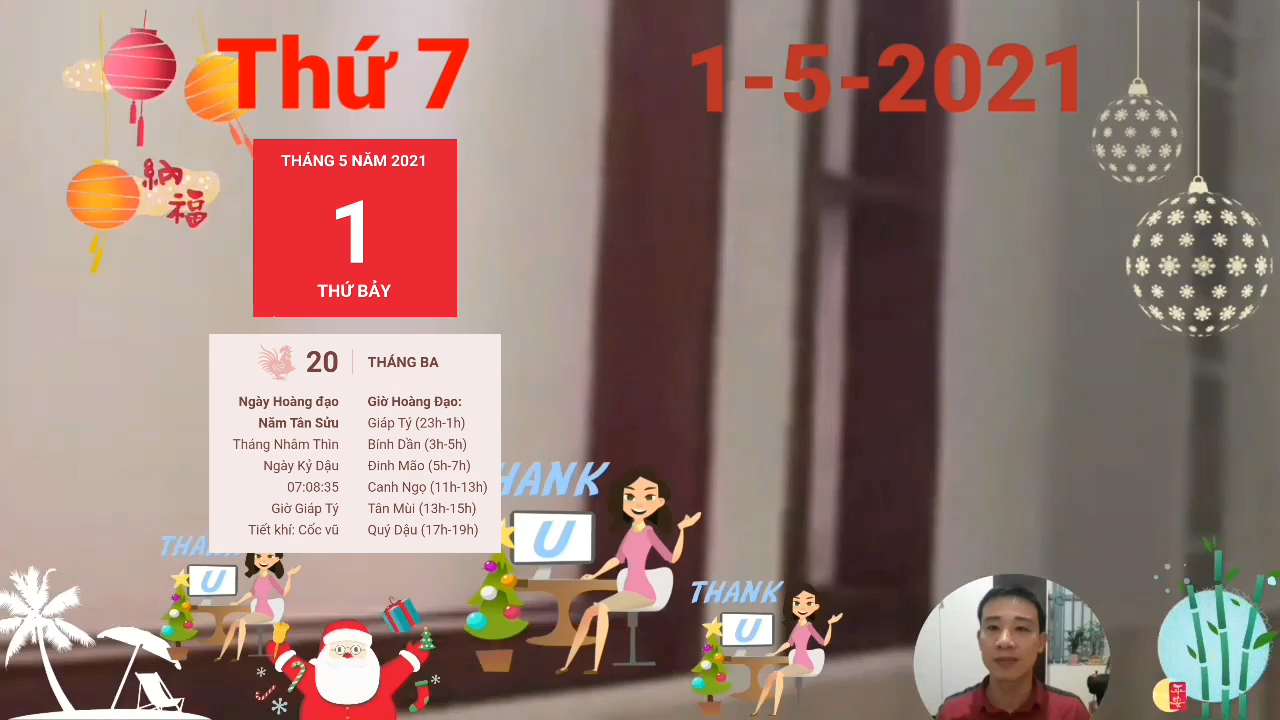 Thứ 7
1-5-2021
納
福
THÁNG 5 NĂM 2021
1
THỨ BẢY
20
THÁNG BA
Ngày Hoàng đạo
Năm Tân Sửu
Tháng Nhâm Thìn
Ngày Kỷ Dậu
07:08:35
Giờ Giáp Tý
Tiết khí: Cốc vũ
Giờ Hoàng Đạo:
Giáp Tý (23h-1h)
Bính Dần (3h-5h)
Đinh Mão (5h-7h)
Canh Ngọ (11h-13h)
Tân Mùi (13h-15h)
Quý Dậu (17h-19h)
HANK
U
THAN
U
THANK
U